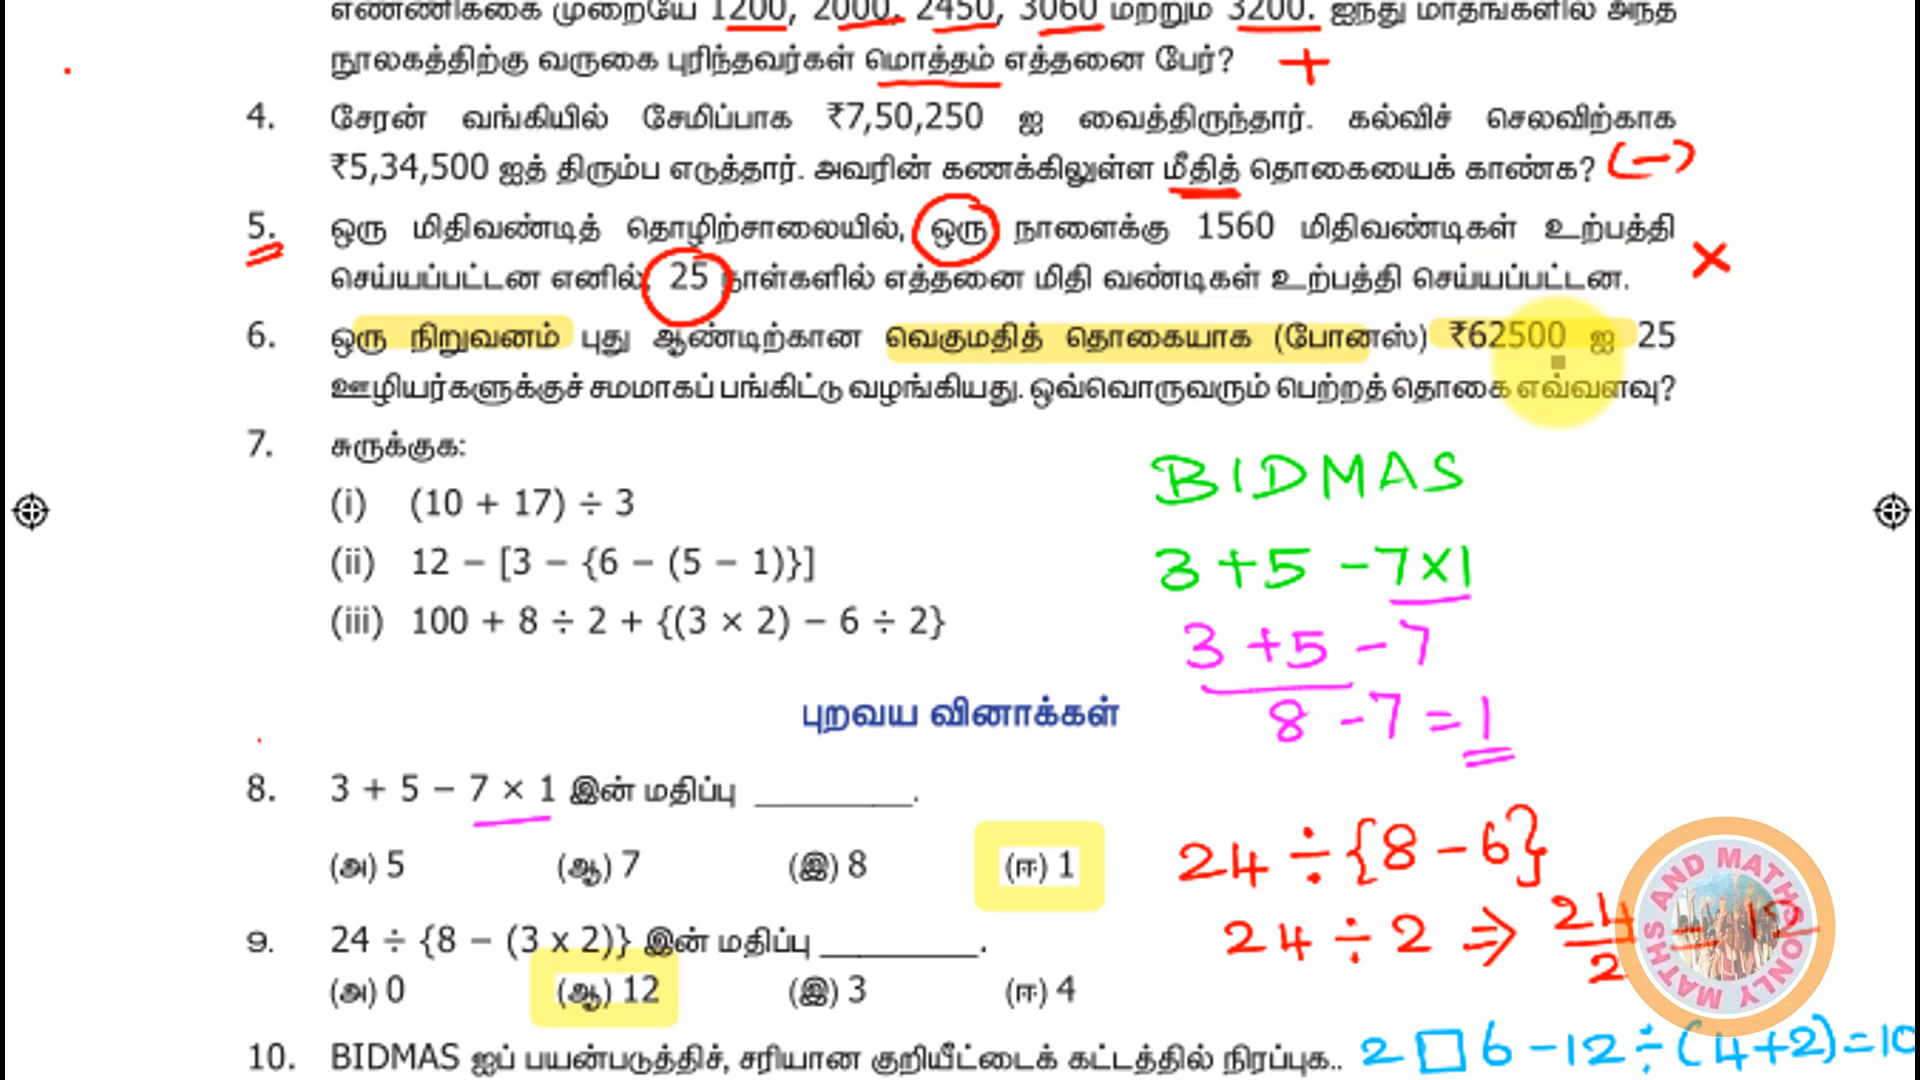 எண்ணிக்கை முறையே 1200, 2000, 2450, 3060 மற்றும் 3200. ஐந்து மாதங்களில் அந்த
நூலகத்திற்கு வருகை புரிந்தவர்கள் மொத்தம் எத்தனை பேர்? +
4. சேரன் வங்கியில் சேமிப்பாக ₹7,50,250 ஐ வைத்திருந்தார். கல்விச் செலவிற்காக
₹5,34,500 ஐத் திரும்ப எடுத்தார். அவரின் கணக்கிலுள்ள மீதித் தொகையைக் காண்க? (−)
5. ஒரு மிதிவண்டித் தொழிற்சாலையில், ஒரு நாளைக்கு 1560 மிதிவண்டிகள் உற்பத்தி
செய்யப்பட்டன எனில், 25 நாள்களில் எத்தனை மிதி வண்டிகள் உற்பத்தி செய்யப்பட்டன. ×
6. ஒரு நிறுவனம் புது ஆண்டிற்கான வெகுமதித் தொகையாக (போனஸ்) ₹62500 ஐ 25
ஊழியர்களுக்குச் சமமாகப் பங்கிட்டு வழங்கியது. ஒவ்வொருவரும் பெற்றத் தொகை எவ்வளவு?
7. சுருக்குக:
(i) (10 + 17) ÷ 3
(ii) 12 − [3 − {6 − (5 − 1)}]
(iii) 100 + 8 ÷ 2 + {(3 × 2) − 6 ÷ 2}
BIDMAS
3 + 5 − 7 × 1
3 + 5 − 7
8 − 7 = 1
புறவய வினாக்கள்
8. 3 + 5 − 7 × 1 இன் மதிப்பு ________.
(அ) 5 (ஆ) 7 (இ) 8 (ஈ) 1
9. 24 ÷ {8 − (3 x 2)} இன் மதிப்பு ________.
(அ) 0 (ஆ) 12 (இ) 3 (ஈ) 4
24 ÷ {8 − 6}
24 ÷ 2 ⇒ 24/2 = 12
MATHS AND MATHS ONLY
10. BIDMAS ஐப் பயன்படுத்திச், சரியான குறியீட்டைக் கட்டத்தில் நிரப்புக..
2 □ 6 − 12 ÷ (4 + 2) = 10